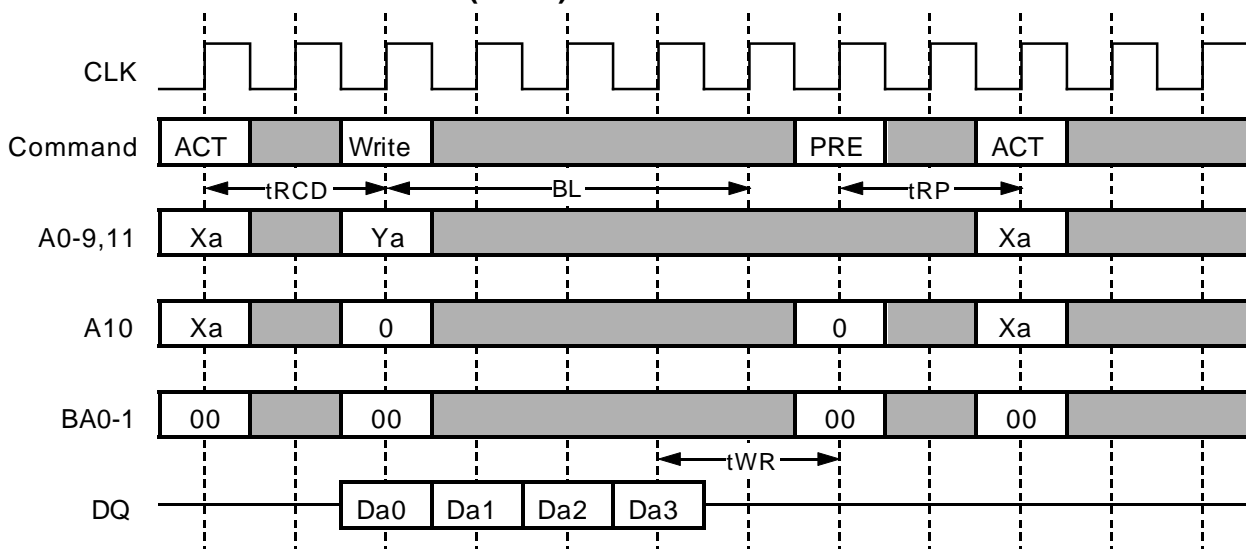 CLK
Command ACT Write PRE ACT
tRCD BL tRP
A0-9,11 Xa Ya Xa
A10 Xa 0 0 Xa
BA0-1 00 00 00 00
tWR
DQ Da0 Da1 Da2 Da3